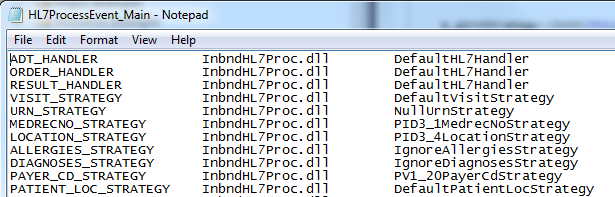 HL7ProcessEvent_Main - Notepad
File Edit Format View Help
ADT_HANDLER InbndHL7Proc.dll DefaultHL7Handler
ORDER_HANDLER InbndHL7Proc.dll DefaultHL7Handler
RESULT_HANDLER InbndHL7Proc.dll DefaultHL7Handler
VISIT_STRATEGY InbndHL7Proc.dll DefaultVisitStrategy
URN_STRATEGY InbndHL7Proc.dll NullUrnStrategy
MEDRECNO_STRATEGY InbndHL7Proc.dll PID3_1MedrecNoStrategy
LOCATION_STRATEGY InbndHL7Proc.dll PID3_4LocationStrategy
ALLERGIES_STRATEGY InbndHL7Proc.dll IgnoreAllergiesStrategy
DIAGNOSES_STRATEGY InbndHL7Proc.dll IgnoreDiagnosesStrategy
PAYER_CD_STRATEGY InbndHL7Proc.dll PV1_20PayerCdStrategy
PATIENT_LOC_STRATEGY InbndHL7Proc.dll DefaultPatientLocStrategy